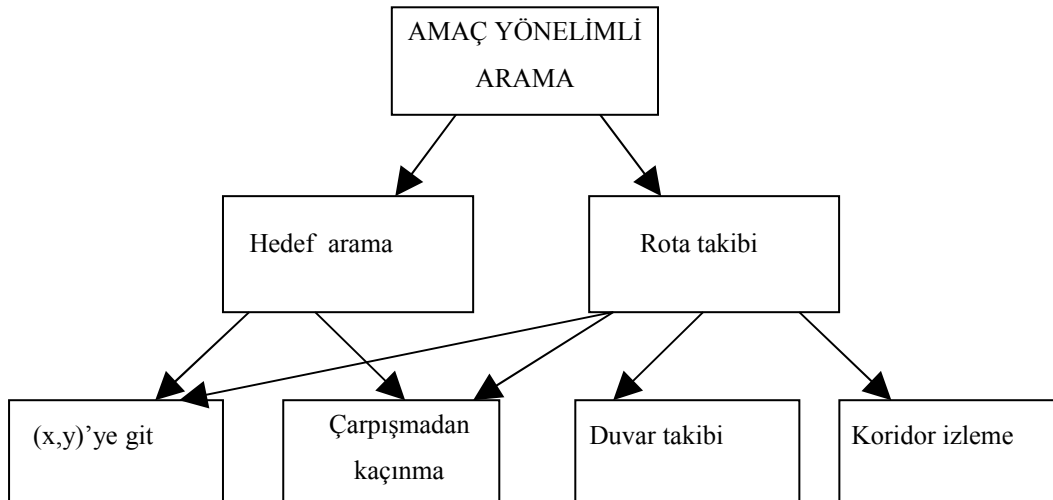 AMAÇ YÖNELİMLİ
ARAMA
Hedef arama
Rota takibi
(x,y)’ye git
Çarpışmadan
kaçınma
Duvar takibi
Koridor izleme